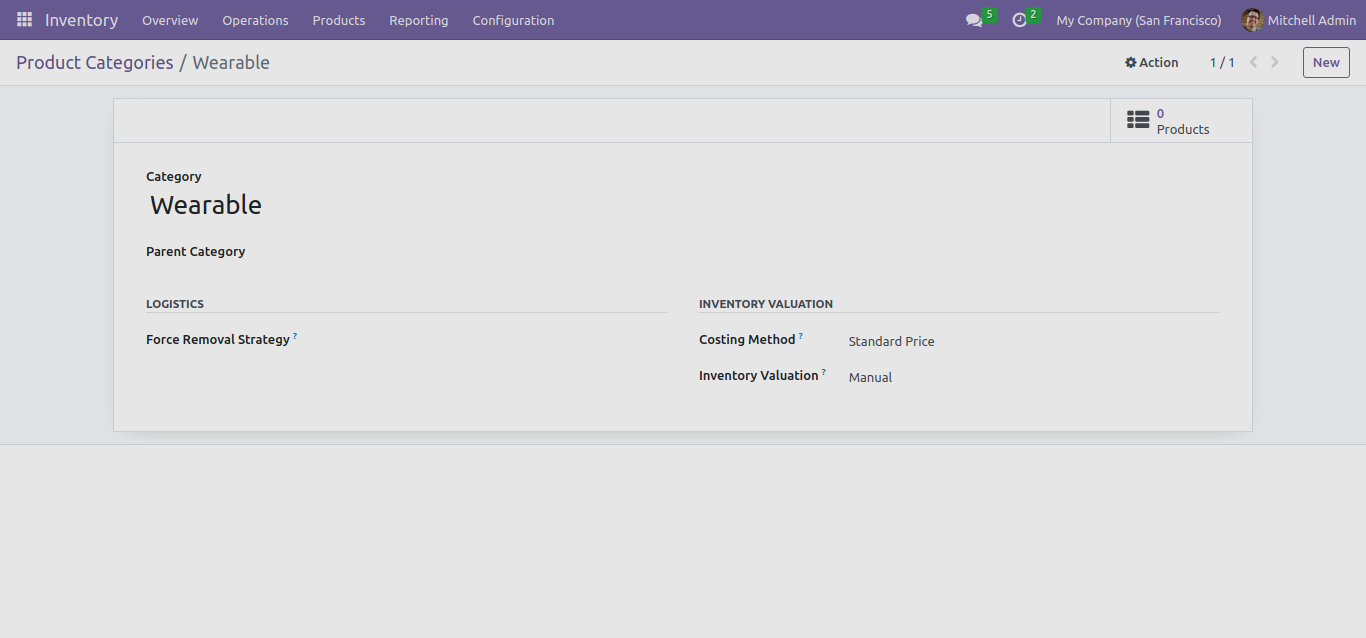 Inventory Overview Operations Products Reporting Configuration 5 2 My Company (San Francisco) Mitchell Admin
Product Categories / Wearable Action 1 / 1 New
0
Products
Category
Wearable
Parent Category
LOGISTICS
Force Removal Strategy ?
INVENTORY VALUATION
Costing Method ? Standard Price
Inventory Valuation ? Manual